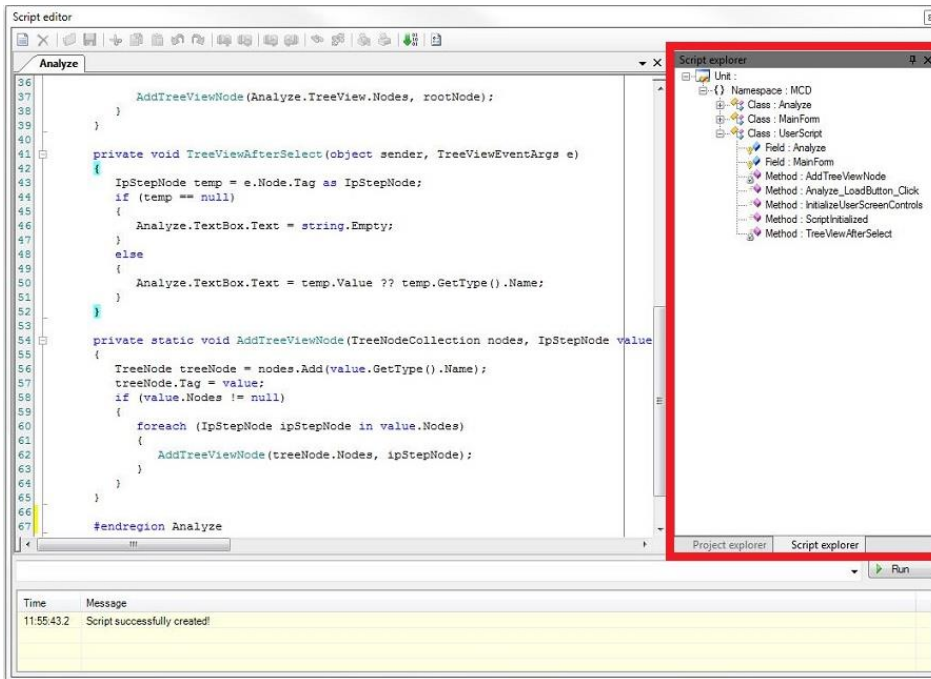 Script editor
Analyze
36
37 AddTreeViewNode(Analyze.TreeView.Nodes, rootNode);
38 }
39 }
40
41 private void TreeViewAfterSelect(object sender, TreeViewEventArgs e)
42 {
43 IpStepNode temp = e.Node.Tag as IpStepNode;
44 if (temp == null)
45 {
46 Analyze.TextBox.Text = string.Empty;
47 }
48 else
49 {
50 Analyze.TextBox.Text = temp.Value ?? temp.GetType().Name;
51 }
52 }
53
54 private static void AddTreeViewNode(TreeNodeCollection nodes, IpStepNode value
55 {
56 TreeNode treeNode = nodes.Add(value.GetType().Name);
57 treeNode.Tag = value;
58 if (value.Nodes != null)
59 {
60 foreach (IpStepNode ipStepNode in value.Nodes)
61 {
62 AddTreeViewNode(treeNode.Nodes, ipStepNode);
63 }
64 }
65 }
66
67 #endregion Analyze
Script explorer
Unit :
{} Namespace : MCD
Class : Analyze
Class : MainForm
Class : UserScript
Field : Analyze
Field : MainForm
Method : AddTreeViewNode
Method : Analyze_LoadButton_Click
Method : InitializeUserScreenControls
Method : ScriptInitialized
Method : TreeViewAfterSelect
Project explorer Script explorer
Run
Time Message
11:55:43.2 Script successfully created!